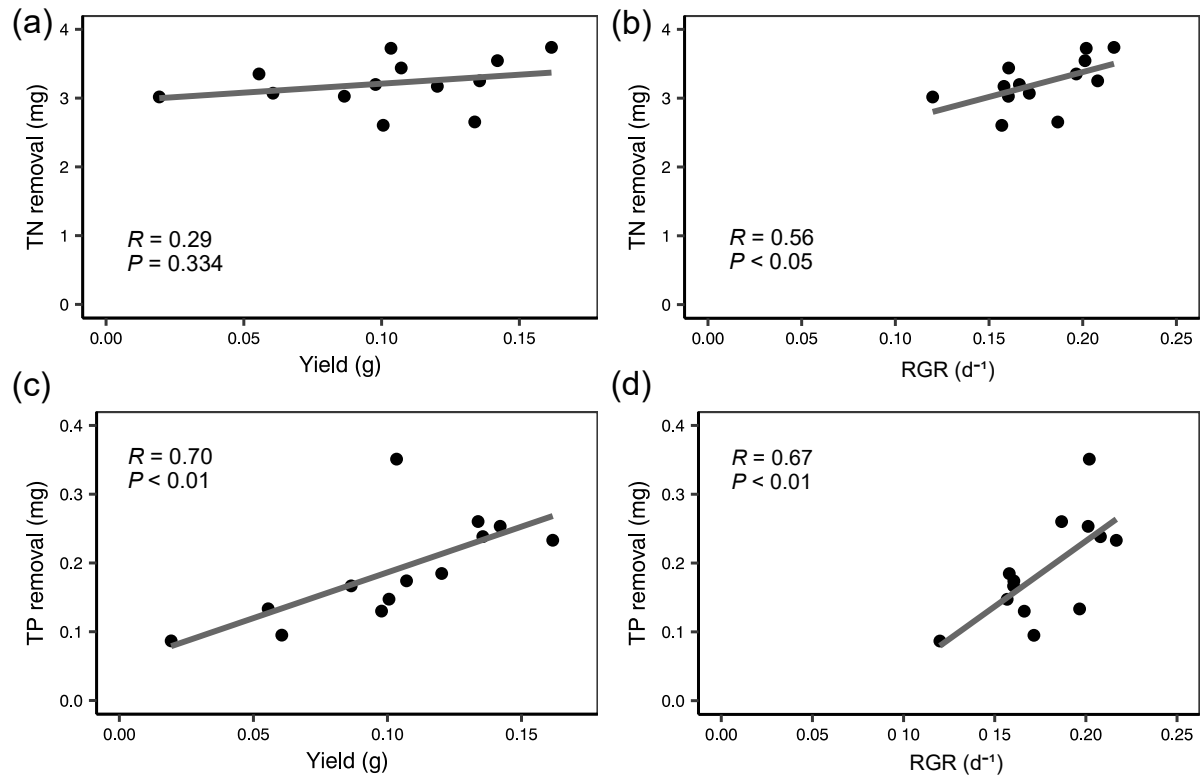 (a)
TN removal (mg)
4
3
2
1
0
R = 0.29
P = 0.334
0.00 0.05 0.10 0.15
Yield (g)
(b)
TN removal (mg)
4
3
2
1
0
R = 0.56
P < 0.05
0.00 0.05 0.10 0.15 0.20 0.25
RGR (d⁻¹)
(c)
TP removal (mg)
0.4
0.3
0.2
0.1
0.0
R = 0.70
P < 0.01
0.00 0.05 0.10 0.15
Yield (g)
(d)
TP removal (mg)
0.4
0.3
0.2
0.1
0.0
R = 0.67
P < 0.01
0.00 0.05 0 10 0.15 0.20 0.25
RGR (d⁻¹)